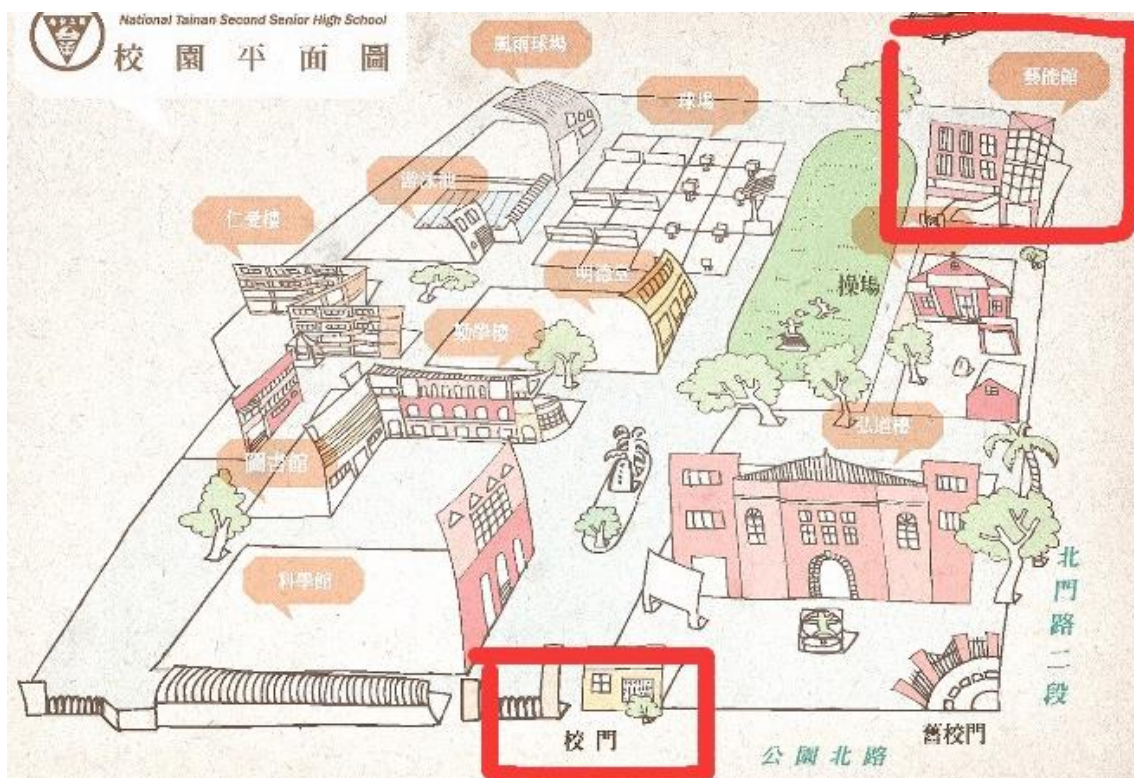 National Tainan Second Senior High School
校園平面圖
風雨球場
藝能館
球場
游泳池
仁愛樓
明德堂
操場
勤學樓
弘道樓
圖書館
科學館
北門路二段
校門
舊校門
公園北路